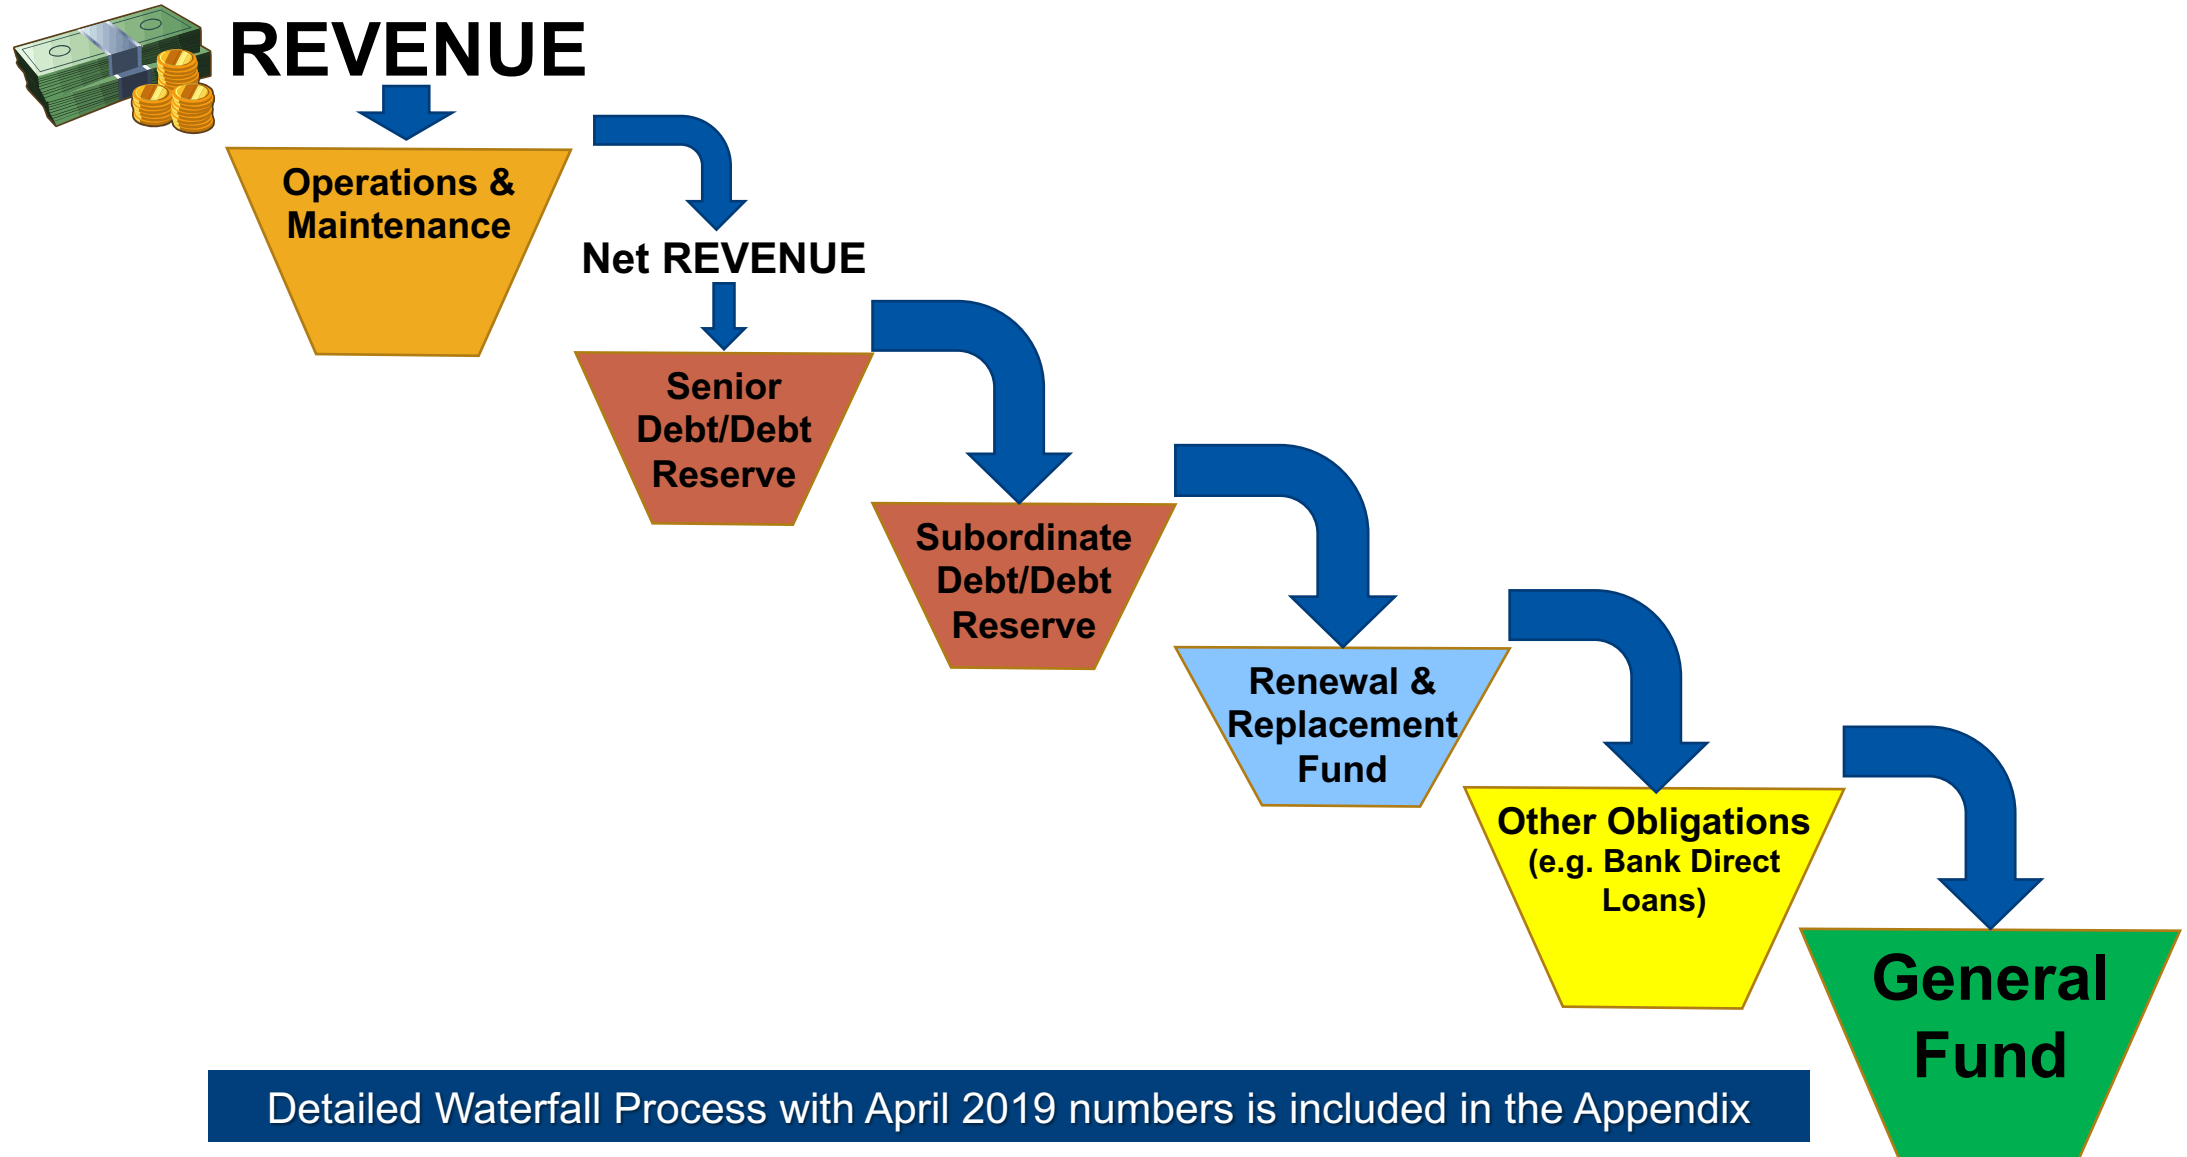 REVENUE
Operations &
Maintenance
Net REVENUE
Senior
Debt/Debt
Reserve
Subordinate
Debt/Debt
Reserve
Renewal &
Replacement
Fund
Other Obligations
(e.g. Bank Direct
Loans)
General
Fund
Detailed Waterfall Process with April 2019 numbers is included in the Appendix